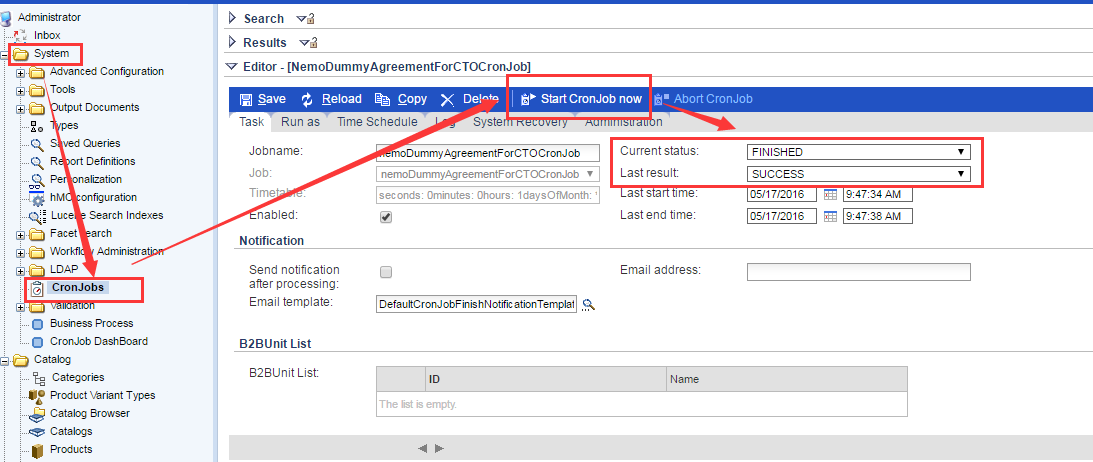 Administrator
Inbox
System
Advanced Configuration
Tools
Output Documents
Types
Saved Queries
Report Definitions
Personalization
hMC configuration
Lucene Search Indexes
Facet Search
Workflow Administration
LDAP
CronJobs
Validation
Business Process
CronJob DashBoard
Catalog
Categories
Product Variant Types
Catalog Browser
Catalogs
Products
Search
Results
Editor - [NemoDummyAgreementForCTOCronJob]
Save Reload Copy Delete Start CronJob now Abort CronJob
Task Run as Time Schedule Log System Recovery Administration
Jobname: nemoDummyAgreementForCTOCronJob Current status: FINISHED
Job: nemoDummyAgreementForCTOCronJob Last result: SUCCESS
Timetable: seconds: 0minutes: 0hours: 1daysOfMonth: Last start time: 05/17/2016 9:47:34 AM
Enabled: Last end time: 05/17/2016 9:47:38 AM
Notification
Send notification Email address:
after processing:
Email template: DefaultCronJobFinishNotificationTemplat
B2BUnit List
B2BUnit List: ID Name
The list is empty.